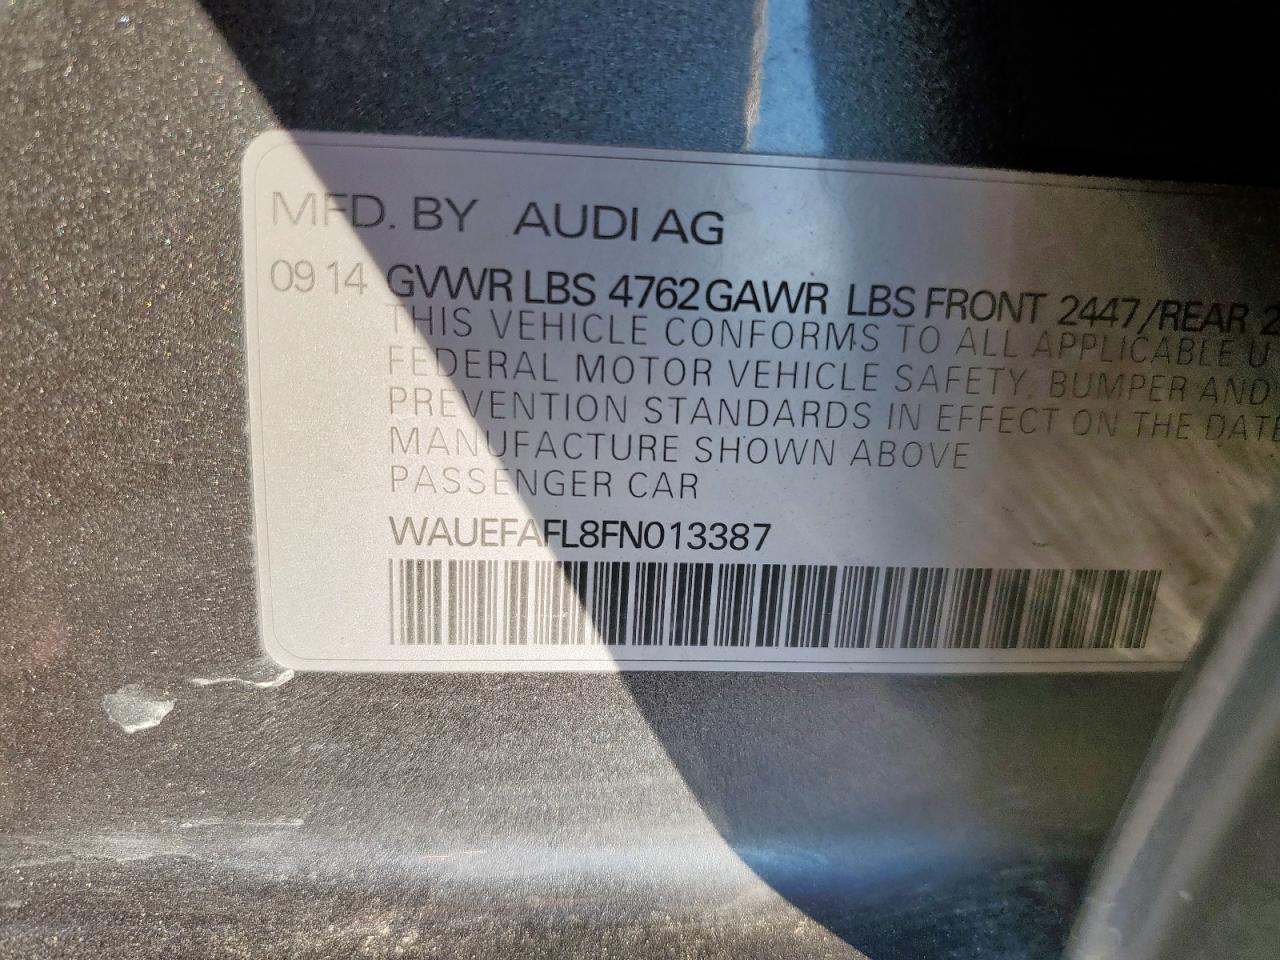 MFD. BY AUDI AG
09 14 GVWR LBS 4762 GAWR LBS FRONT 2447/REAR 2
THIS VEHICLE CONFORMS TO ALL APPLICABLE U
FEDERAL MOTOR VEHICLE SAFETY, BUMPER AND
PREVENTION STANDARDS IN EFFECT ON THE DATE
MANUFACTURE SHOWN ABOVE
PASSENGER CAR
WAUEFAFL8FN013387